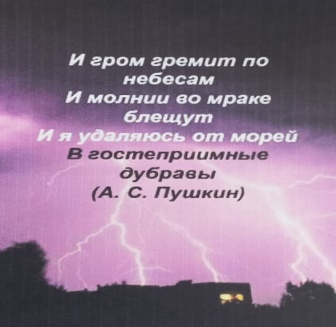 И гром гремит по
небесам
И молнии во мраке
блещут
И я удаляюсь от морей
В гостеприимные
дубравы
(А. С. Пушкин)